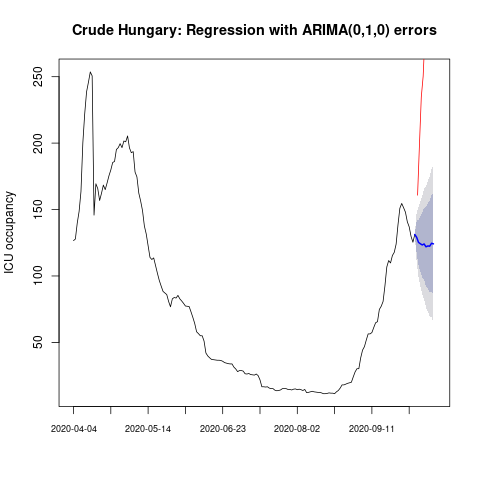 Crude Hungary: Regression with ARIMA(0,1,0) errors
ICU occupancy
250
200
150
100
50
2020-04-04 2020-05-14 2020-06-23 2020-08-02 2020-09-11